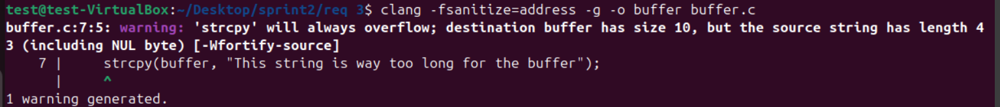 test@test-VirtualBox:~/Desktop/sprint2/req 3$ clang -fsanitize=address -g -o buffer buffer.c
buffer.c:7:5: warning: 'strcpy' will always overflow; destination buffer has size 10, but the source string has length 4
3 (including NUL byte) [-Wfortify-source]
    7 |     strcpy(buffer, "This string is way too long for the buffer");
      |     ^
1 warning generated.